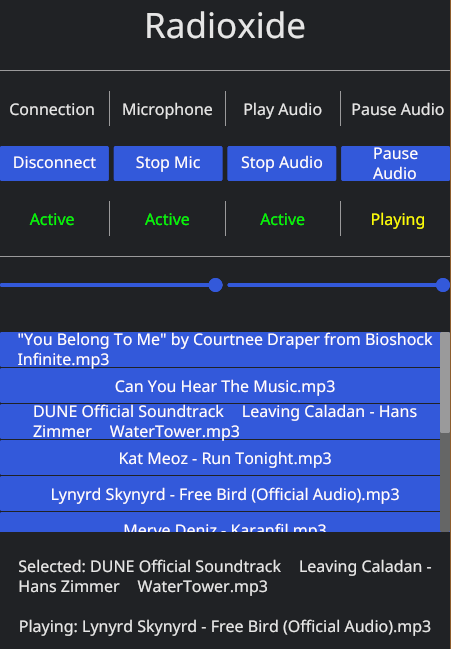 Radioxide
Connection Microphone Play Audio Pause Audio
Disconnect Stop Mic Stop Audio Pause Audio
Active Active Active Playing
"You Belong To Me" by Courtnee Draper from Bioshock
Infinite.mp3
Can You Hear The Music.mp3
DUNE Official Soundtrack Leaving Caladan - Hans
Zimmer WaterTower.mp3
Kat Meoz - Run Tonight.mp3
Lynyrd Skynyrd - Free Bird (Official Audio).mp3
Merve Deniz - Karanfil.mp3
Selected: DUNE Official Soundtrack Leaving Caladan -
Hans Zimmer WaterTower.mp3
Playing: Lynyrd Skynyrd - Free Bird (Official Audio).mp3